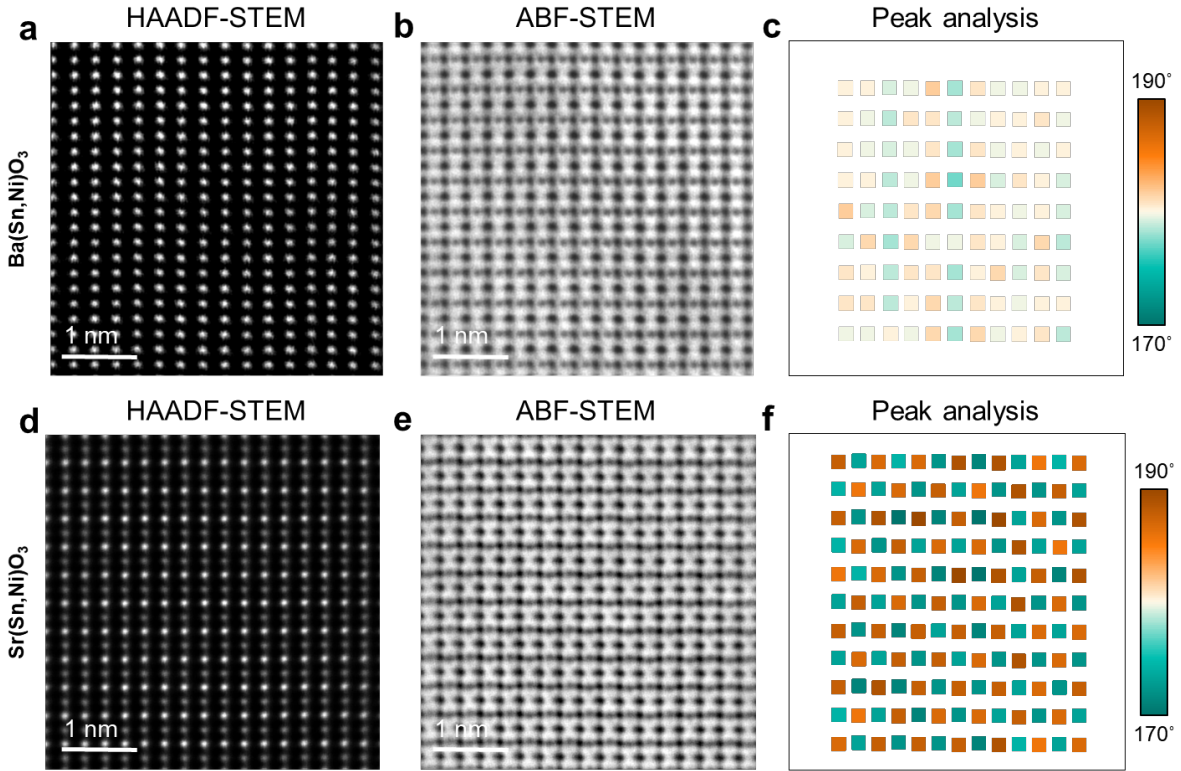 a
HAADF-STEM
b
ABF-STEM
c
Peak analysis
Ba(Sn,Ni)O₃
1 nm
1 nm
190˚
170˚
d
HAADF-STEM
e
ABF-STEM
f
Peak analysis
Sr(Sn,Ni)O₃
1 nm
1 nm
190˚
170˚